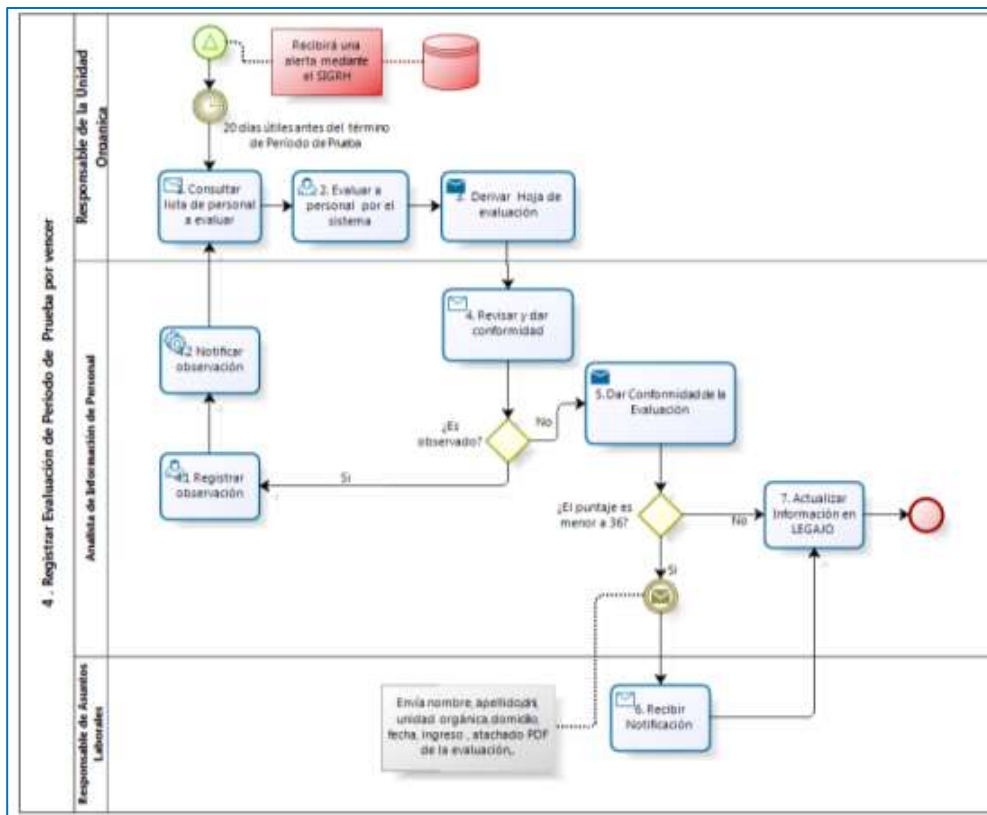 4 . Registrar Evaluación de Período de Prueba por vencer
Responsable de la Unidad
Orgánica
Recibirá una
alerta mediante
el SIGRH
20 días útiles antes del término
de Período de Prueba
1. Consultar
lista de personal
a evaluar
2. Evaluar a
personal por el
sistema
3. Derivar Hoja de
evaluación
Analista de Información de Personal
4. Revisar y dar
conformidad
4.2 Notificar
observación
5. Dar Conformidad de la
Evaluación
¿Es
observado?
No
Si
4.1 Registrar
observación
¿El puntaje es
menor a 36?
No
Si
7. Actualizar
Información en
LEGAJO
Responsable de Asuntos
Laborales
Envía nombre, apellido,dni,
unidad orgánica,domicilio,
fecha, ingreso , atachado PDF
de la evaluación,.
6. Recibir
Notificación